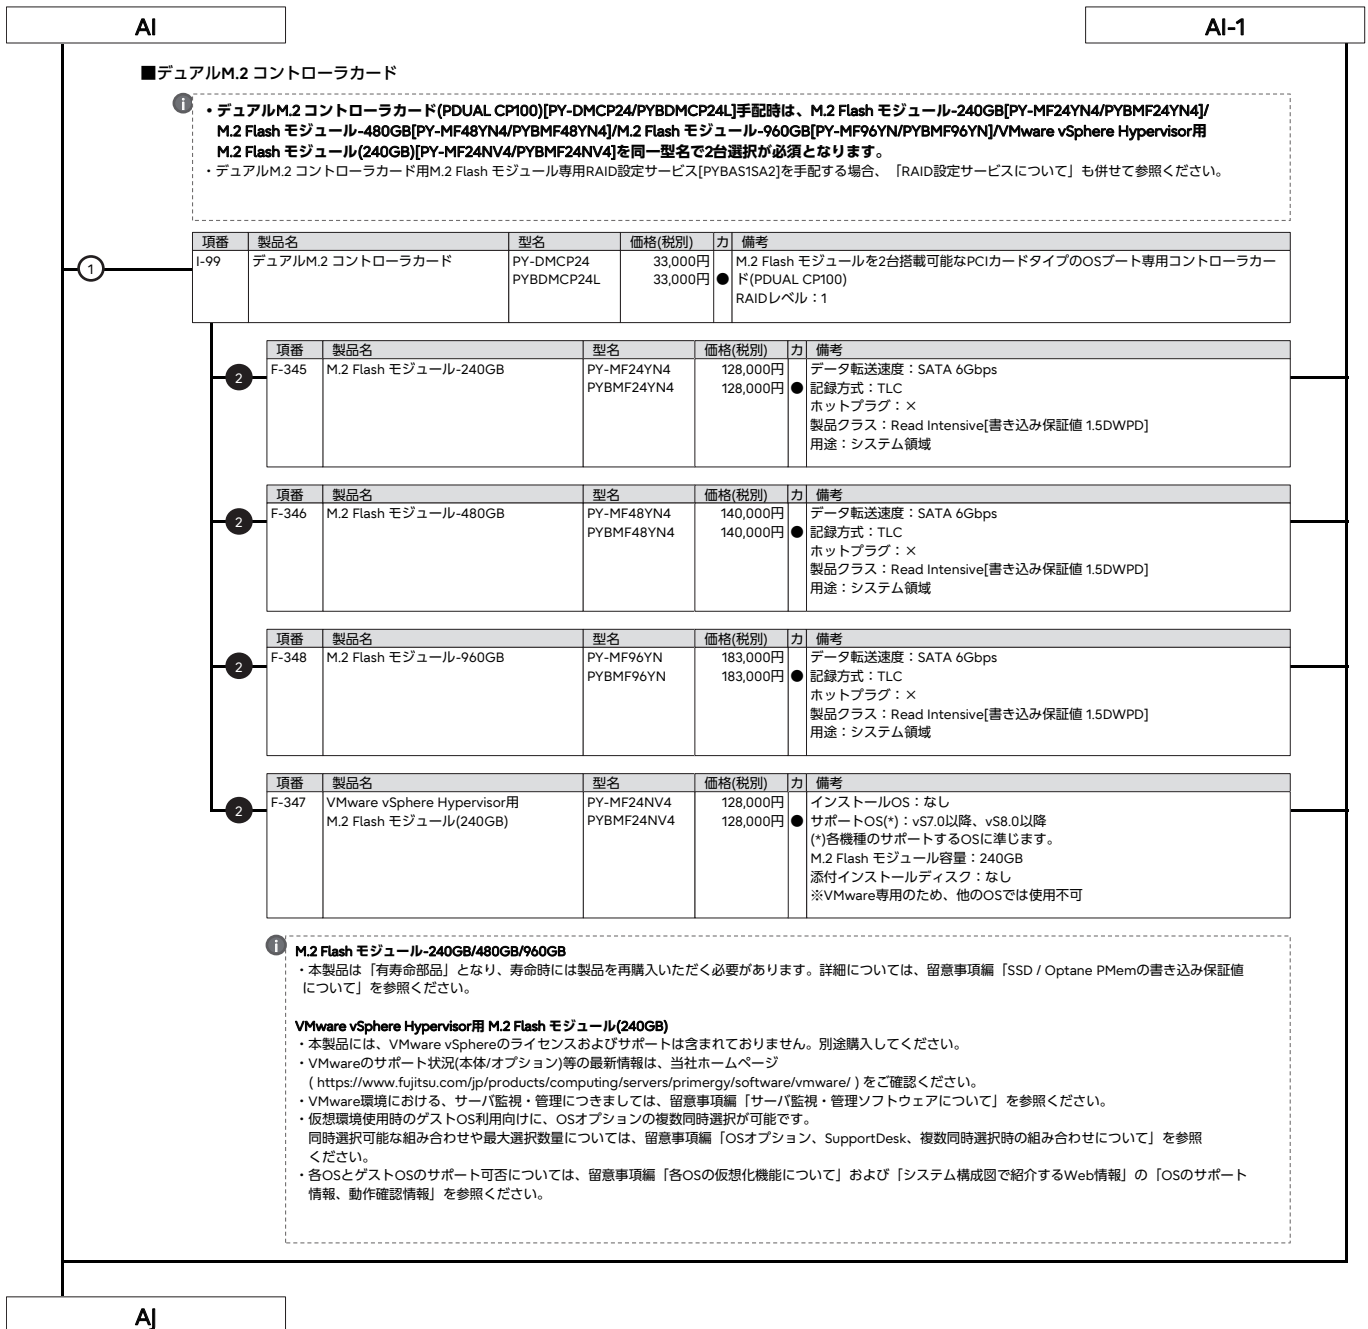 AI
AI-1
■デュアルM.2 コントローラカード
・デュアルM.2 コントローラカード(PDUAL CP100)[PY-DMCP24/PYBDMCP24L]手配時は、M.2 Flash モジュール-240GB[PY-MF24YN4/PYBMF24YN4]/
M.2 Flash モジュール-480GB[PY-MF48YN4/PYBMF48YN4]/M.2 Flash モジュール-960GB[PY-MF96YN/PYBMF96YN]/VMware vSphere Hypervisor用
M.2 Flash モジュール(240GB)[PY-MF24NV4/PYBMF24NV4]を同一型名で2台選択が必須となります。
・デュアルM.2 コントローラカード用M.2 Flash モジュール専用RAID設定サービス[PYBAS1SA2]を手配する場合、「RAID設定サービスについて」も併せて参照ください。
項番 製品名 型名 価格(税別) カ 備考
1 I-99 デュアルM.2 コントローラカード PY-DMCP24 33,000円 M.2 Flash モジュールを2台搭載可能なPCIカードタイプのOSブート専用コントローラカー
PYBDMCP24L 33,000円 ● ド(PDUAL CP100)
RAIDレベル：1
項番 製品名 型名 価格(税別) カ 備考
2 F-345 M.2 Flash モジュール-240GB PY-MF24YN4 128,000円 データ転送速度：SATA 6Gbps
PYBMF24YN4 128,000円 ● 記録方式：TLC
ホットプラグ：×
製品クラス：Read Intensive[書き込み保証値 1.5DWPD]
用途：システム領域
項番 製品名 型名 価格(税別) カ 備考
2 F-346 M.2 Flash モジュール-480GB PY-MF48YN4 140,000円 データ転送速度：SATA 6Gbps
PYBMF48YN4 140,000円 ● 記録方式：TLC
ホットプラグ：×
製品クラス：Read Intensive[書き込み保証値 1.5DWPD]
用途：システム領域
項番 製品名 型名 価格(税別) カ 備考
2 F-348 M.2 Flash モジュール-960GB PY-MF96YN 183,000円 データ転送速度：SATA 6Gbps
PYBMF96YN 183,000円 ● 記録方式：TLC
ホットプラグ：×
製品クラス：Read Intensive[書き込み保証値 1.5DWPD]
用途：システム領域
項番 製品名 型名 価格(税別) カ 備考
2 F-347 VMware vSphere Hypervisor用 PY-MF24NV4 128,000円 インストールOS：なし
M.2 Flash モジュール(240GB) PYBMF24NV4 128,000円 ● サポートOS(*)：vS7.0以降、vS8.0以降
(*)各機種のサポートするOSに準じます。
M.2 Flash モジュール容量：240GB
添付インストールディスク：なし
※VMware専用のため、他のOSでは使用不可
M.2 Flash モジュール-240GB/480GB/960GB
・本製品は「有寿命部品」となり、寿命時には製品を再購入いただく必要があります。詳細については、留意事項編「SSD / Optane PMemの書き込み保証値
について」を参照ください。
VMware vSphere Hypervisor用 M.2 Flash モジュール(240GB)
・本製品には、VMware vSphereのライセンスおよびサポートは含まれておりません。別途購入してください。
・VMwareのサポート状況(本体/オプション)等の最新情報は、当社ホームページ
( https://www.fujitsu.com/jp/products/computing/servers/primergy/software/vmware/ ) をご確認ください。
・VMware環境における、サーバ監視・管理につきましては、留意事項編「サーバ監視・管理ソフトウェアについて」を参照ください。
・仮想環境使用時のゲストOS利用向けに、OSオプションの複数同時選択が可能です。
同時選択可能な組み合わせや最大選択数量については、留意事項編「OSオプション、SupportDesk、複数同時選択時の組み合わせについて」を参照
ください。
・各OSとゲストOSのサポート可否については、留意事項編「各OSの仮想化機能について」および「システム構成図で紹介するWeb情報」の「OSのサポート
情報、動作確認情報」を参照ください。
AJ